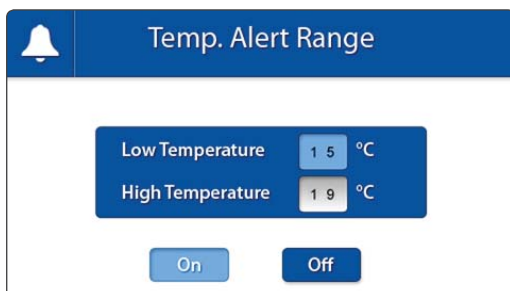 Temp. Alert Range
Low Temperature 15 °C
High Temperature 19 °C
On Off